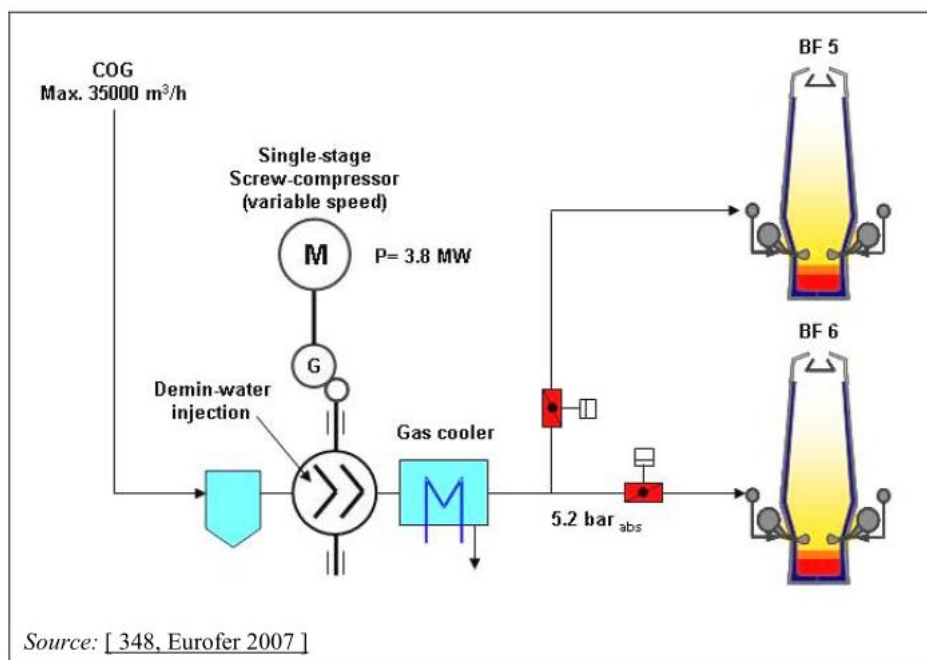 COG
Max. 35000 m³/h
Single-stage
Screw-compressor
(variable speed)
M
P= 3.8 MW
G
Demin-water
injection
Gas cooler
5.2 bar abs
BF 5
BF 6
Source: [ 348, Eurofer 2007 ]